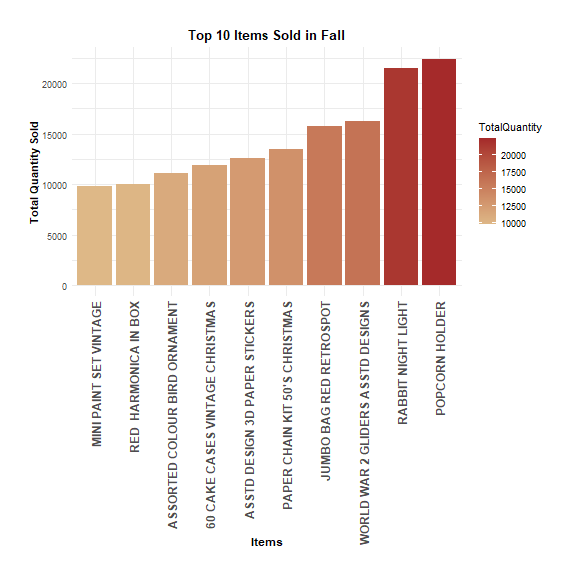 Top 10 Items Sold in Fall
Total Quantity Sold
20000
15000
10000
5000
0
MINI PAINT SET VINTAGE
RED  HARMONICA IN BOX
ASSORTED COLOUR BIRD ORNAMENT
60 CAKE CASES VINTAGE CHRISTMAS
ASSTD DESIGN 3D PAPER STICKERS
PAPER CHAIN KIT 50'S CHRISTMAS
JUMBO BAG RED RETROSPOT
WORLD WAR 2 GLIDERS ASSTD DESIGNS
RABBIT NIGHT LIGHT
POPCORN HOLDER
Items
TotalQuantity
20000
17500
15000
12500
10000